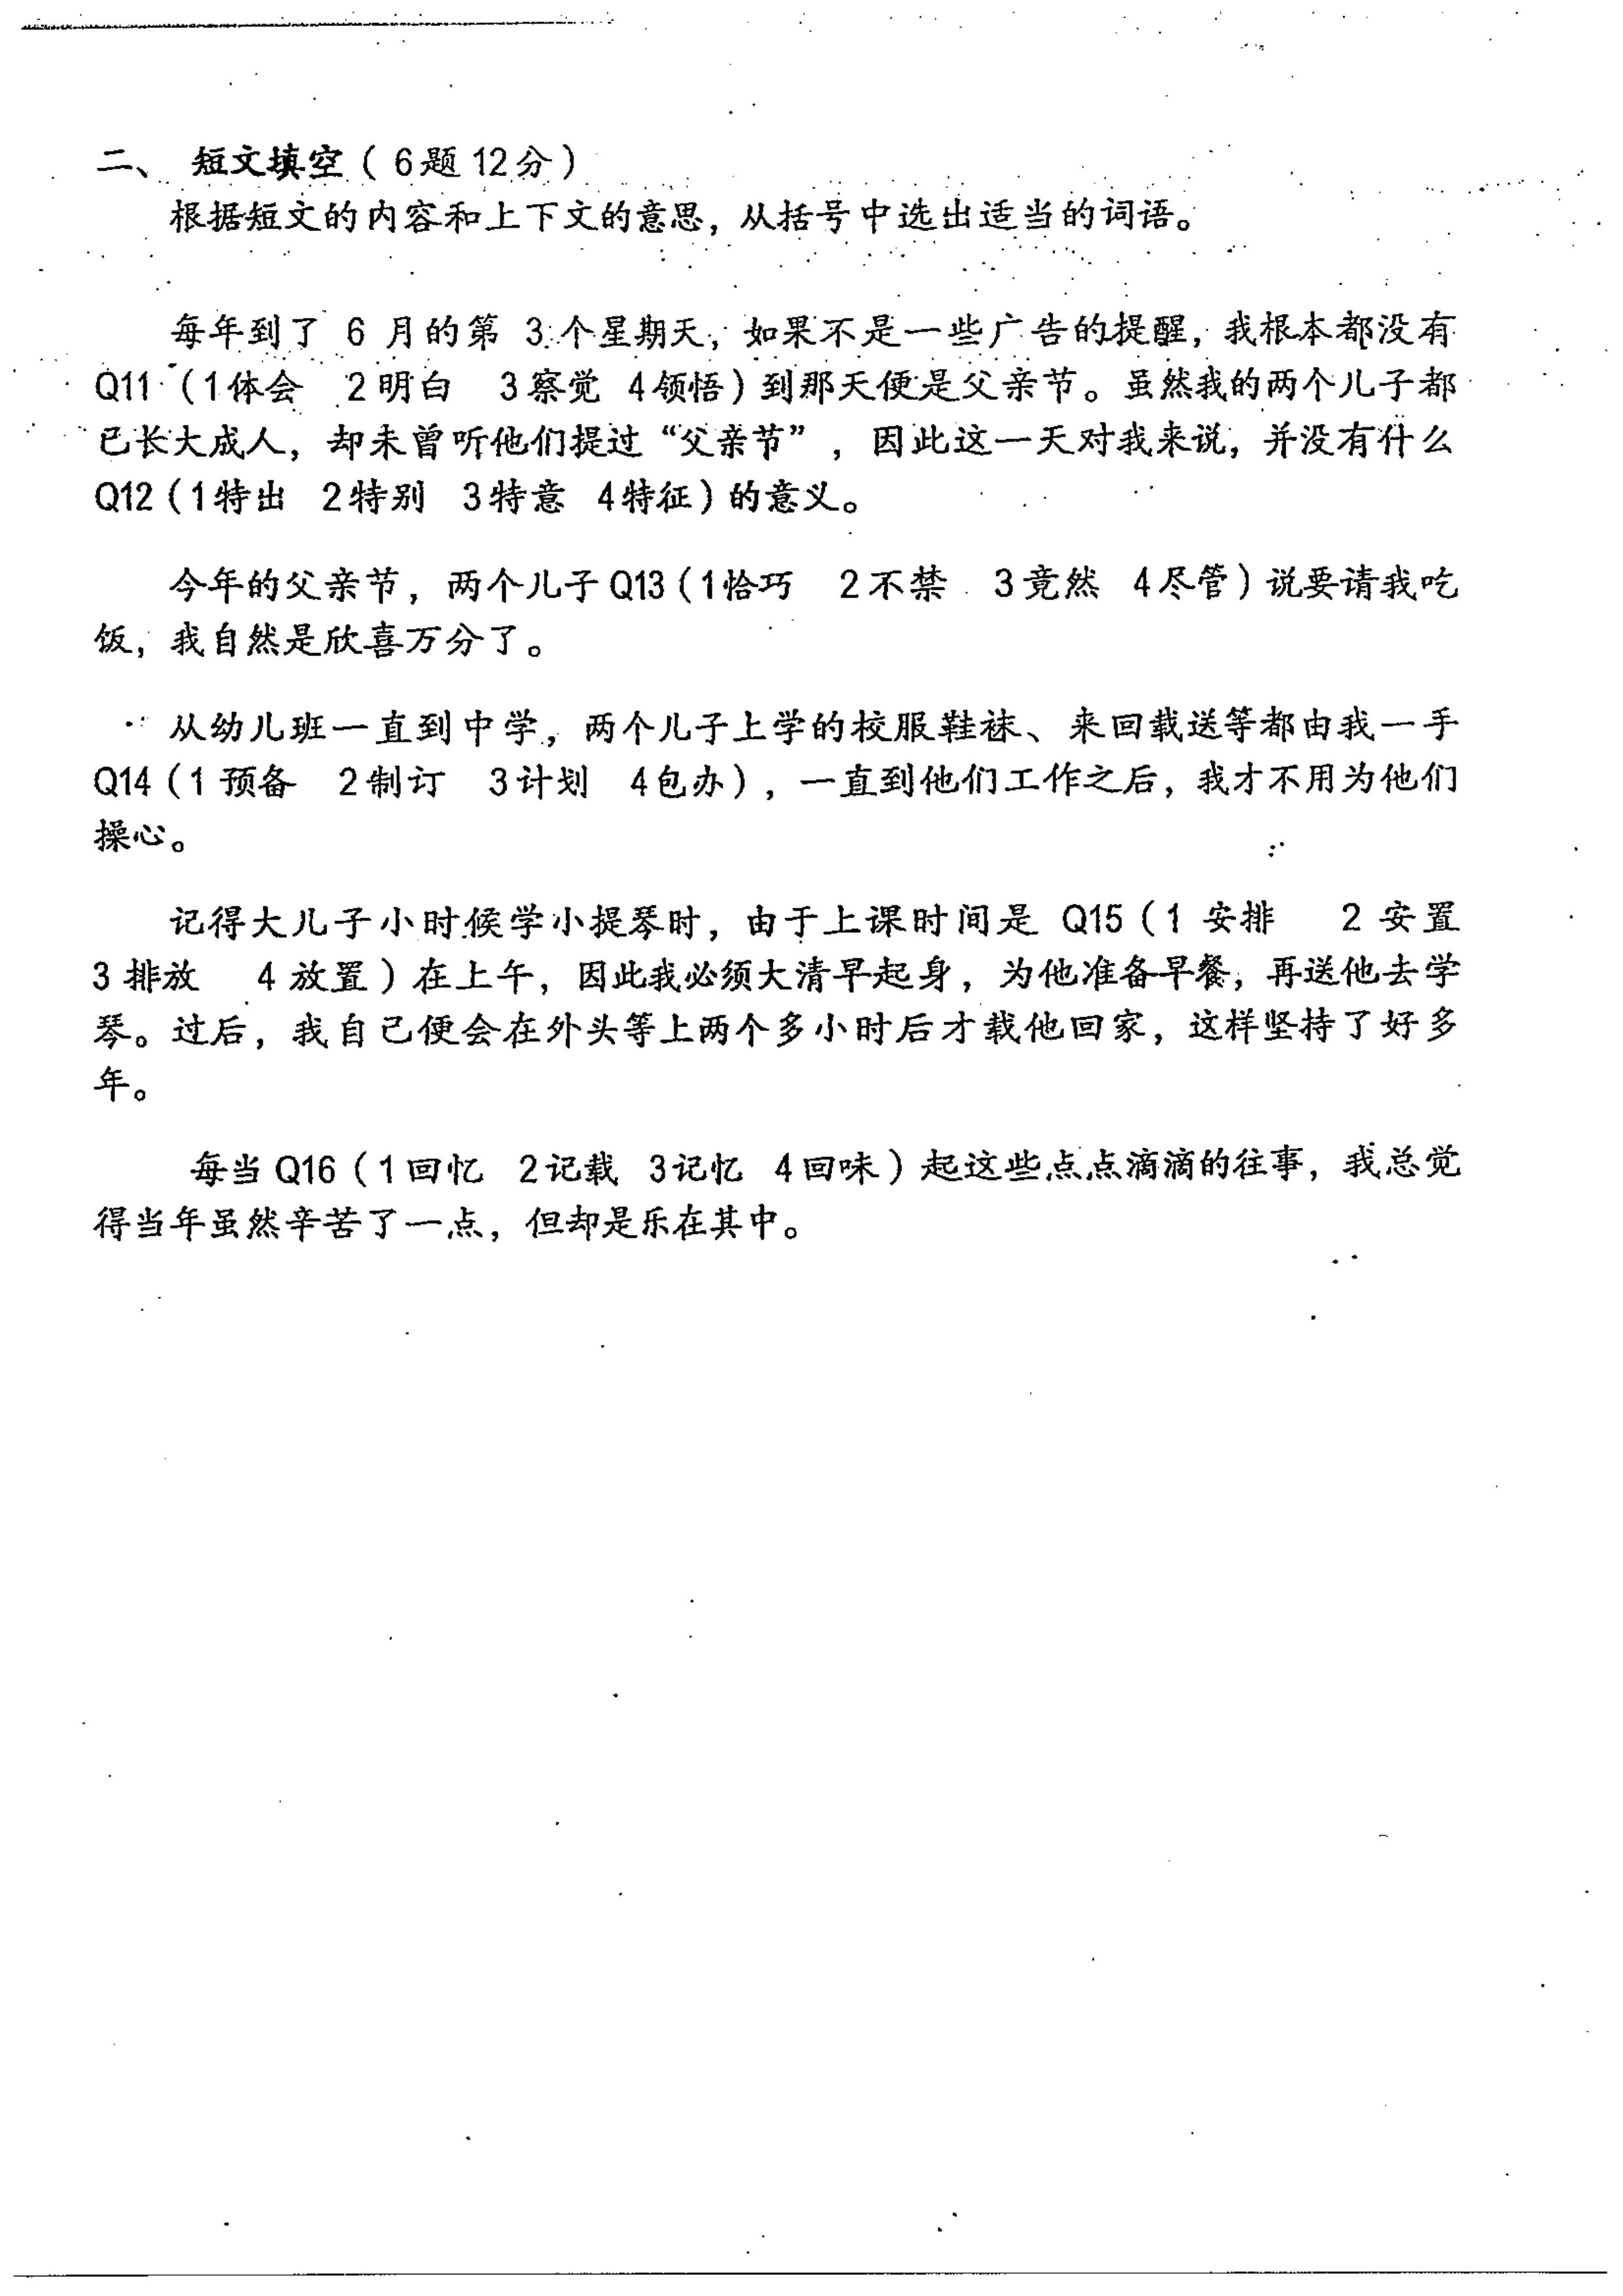 二、 短文填空（6题12分）
根据短文的内容和上下文的意思，从括号中选出适当的词语。
每年到了 6 月的第 3 个星期天，如果不是一些广告的提醒，我根本都没有
Q11（1体会 2明白 3察觉 4领悟）到那天便是父亲节。虽然我的两个儿子都
已长大成人，却未曾听他们提过“父亲节”，因此这一天对我来说，并没有什么
Q12（1特出 2特别 3特意 4特征）的意义。
今年的父亲节，两个儿子Q13（1恰巧 2不禁 3竟然 4尽管）说要请我吃
饭，我自然是欣喜万分了。
从幼儿班一直到中学，两个儿子上学的校服鞋袜、来回载送等都由我一手
Q14（1 预备 2制订 3计划 4包办），一直到他们工作之后，我才不用为他们
操心。
记得大儿子小时候学小提琴时，由于上课时间是 Q15（1 安排 2 安置
3 排放 4 放置）在上午，因此我必须大清早起身，为他准备早餐，再送他去学
琴。过后，我自己便会在外头等上两个多小时后才载他回家，这样坚持了好多
年。
每当 Q16（1回忆 2记载 3记忆 4回味）起这些点点滴滴的往事，我总觉
得当年虽然辛苦了一点，但却是乐在其中。